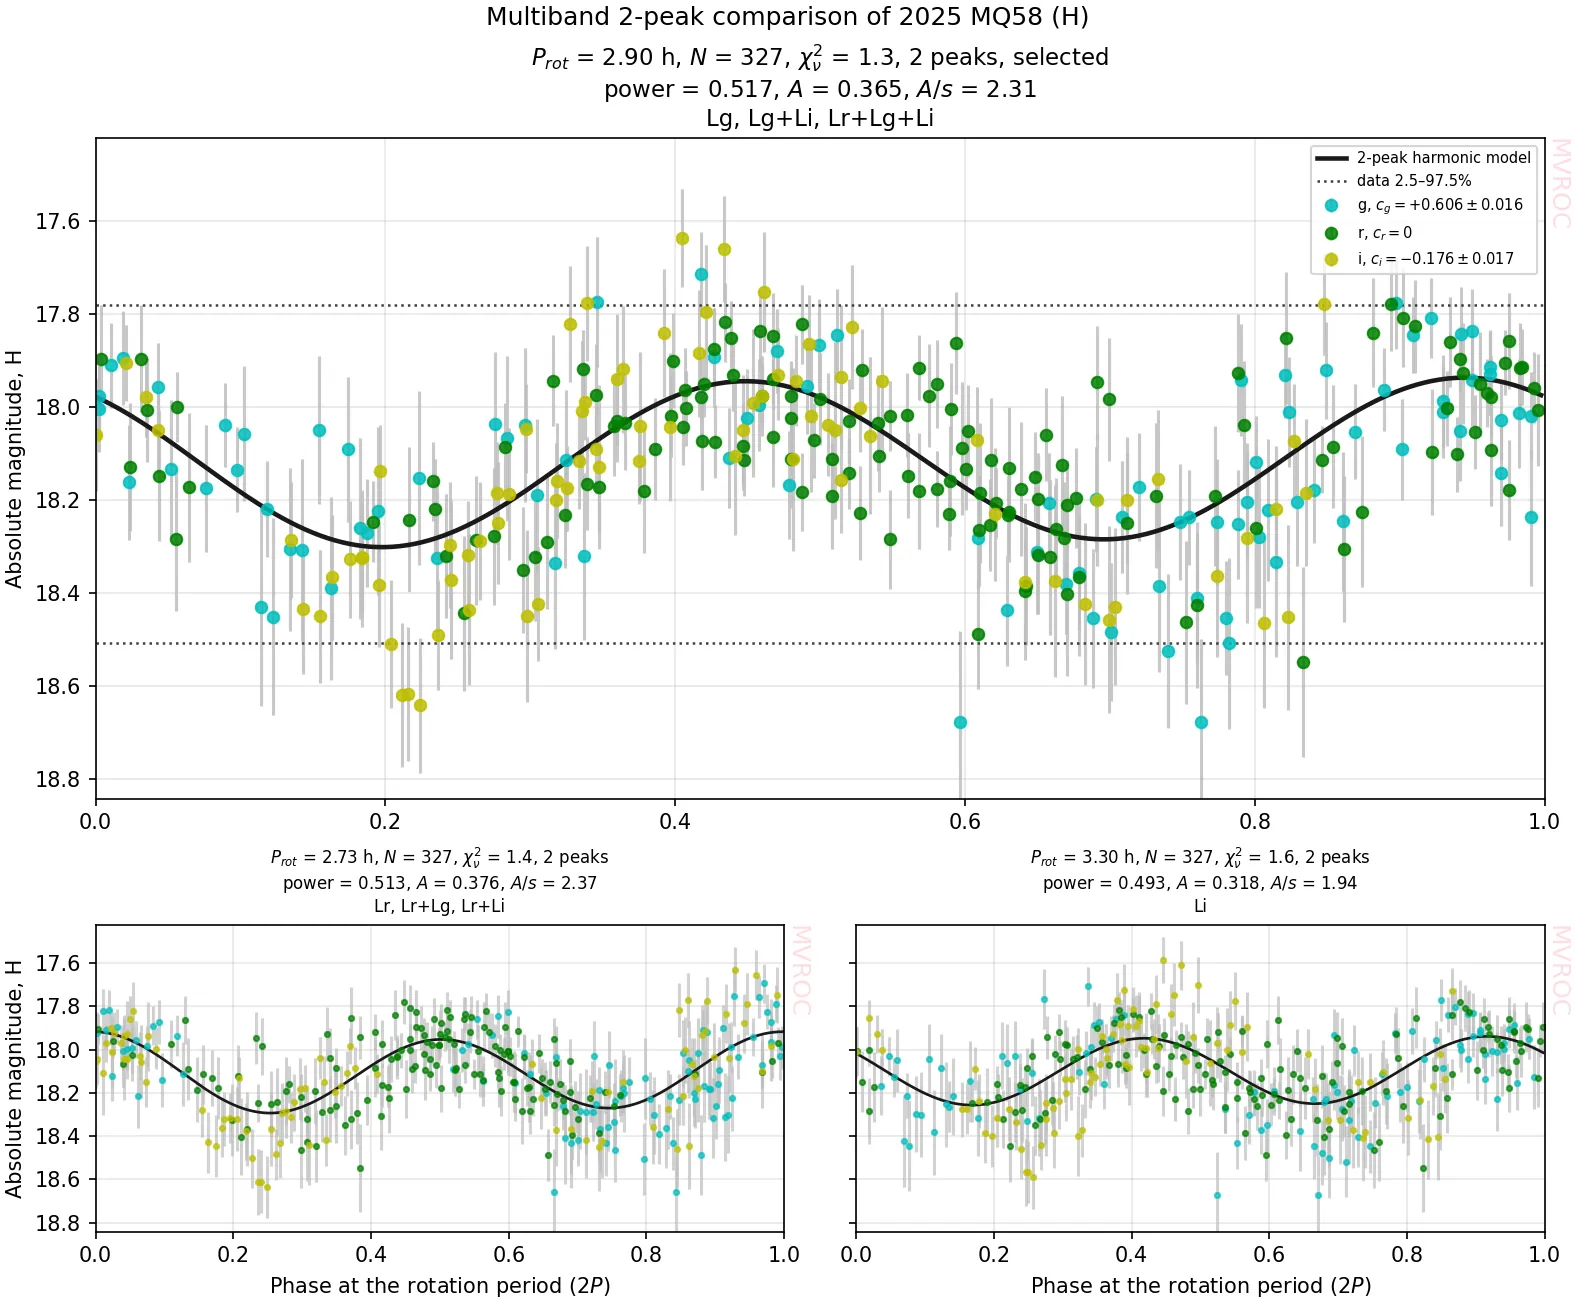 Multiband 2-peak comparison of 2025 MQ58 (H)
P_rot = 2.90 h, N = 327, χ²_ν = 1.3, 2 peaks, selected
power = 0.517, A = 0.365, A/s = 2.31
Lg, Lg+Li, Lr+Lg+Li
2-peak harmonic model
data 2.5–97.5%
g, c_g = +0.606 ± 0.016
r, c_r = 0
i, c_i = −0.176 ± 0.017
MVROC
Absolute magnitude, H
17.6
17.8
18.0
18.2
18.4
18.6
18.8
0.0 0.2 0.4 0.6 0.8 1.0
P_rot = 2.73 h, N = 327, χ²_ν = 1.4, 2 peaks
power = 0.513, A = 0.376, A/s = 2.37
Lr, Lr+Lg, Lr+Li
MVROC
Absolute magnitude, H
17.6
17.8
18.0
18.2
18.4
18.6
18.8
0.0 0.2 0.4 0.6 0.8 1.0
Phase at the rotation period (2P)
P_rot = 3.30 h, N = 327, χ²_ν = 1.6, 2 peaks
power = 0.493, A = 0.318, A/s = 1.94
Li
MVROC
0.0 0.2 0.4 0.6 0.8 1.0
Phase at the rotation period (2P)